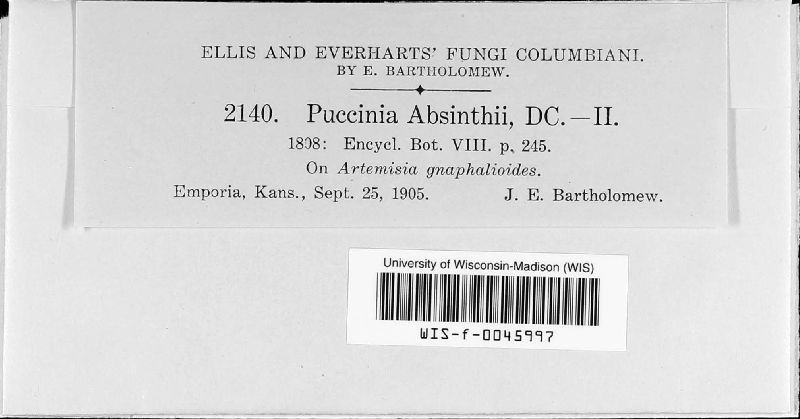 ELLIS AND EVERHARTS' FUNGI COLUMBIANI.
BY E. BARTHOLOMEW.
2140. Puccinia Absinthii, DC.—II.
1808: Encycl. Bot. VIII. p. 245.
On Artemisia gnaphalioides.
Emporia, Kans., Sept. 25, 1905. J. E. Bartholomew.
University of Wisconsin-Madison (WIS)
WIS-f-0045997